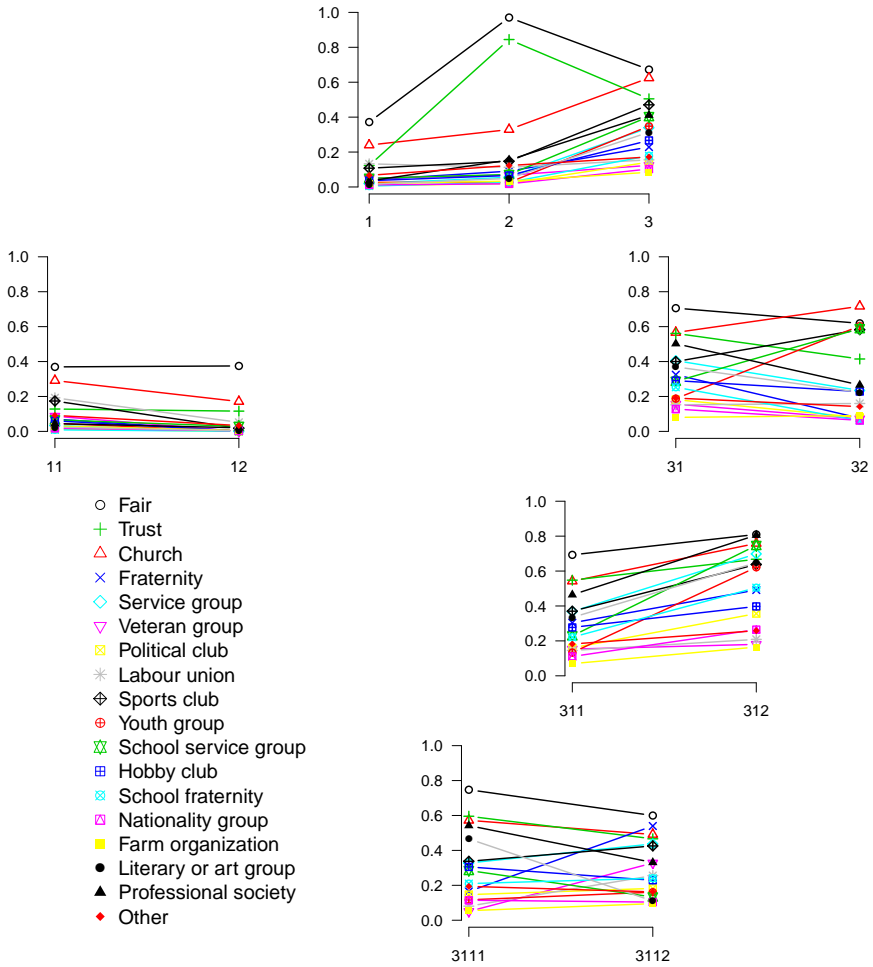 1.0
0.8
0.6
0.4
0.2
0.0
1 2 3
1.0
0.8
0.6
0.4
0.2
0.0
11 12
1.0
0.8
0.6
0.4
0.2
0.0
31 32
Fair
Trust
Church
Fraternity
Service group
Veteran group
Political club
Labour union
Sports club
Youth group
School service group
Hobby club
School fraternity
Nationality group
Farm organization
Literary or art group
Professional society
Other
1.0
0.8
0.6
0.4
0.2
0.0
311 312
1.0
0.8
0.6
0.4
0.2
0.0
3111 3112